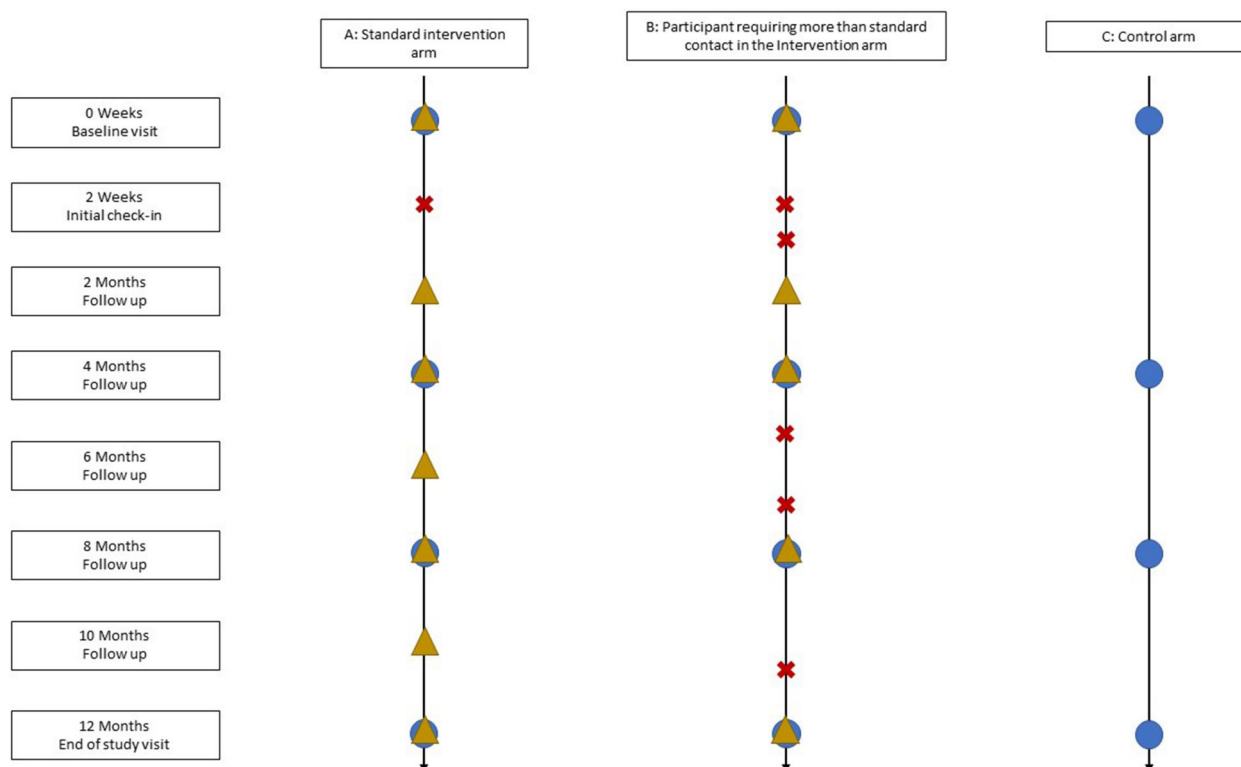 A: Standard intervention
arm
B: Participant requiring more than standard
contact in the Intervention arm
C: Control arm
0 Weeks
Baseline visit
2 Weeks
Initial check-in
2 Months
Follow up
4 Months
Follow up
6 Months
Follow up
8 Months
Follow up
10 Months
Follow up
12 Months
End of study visit